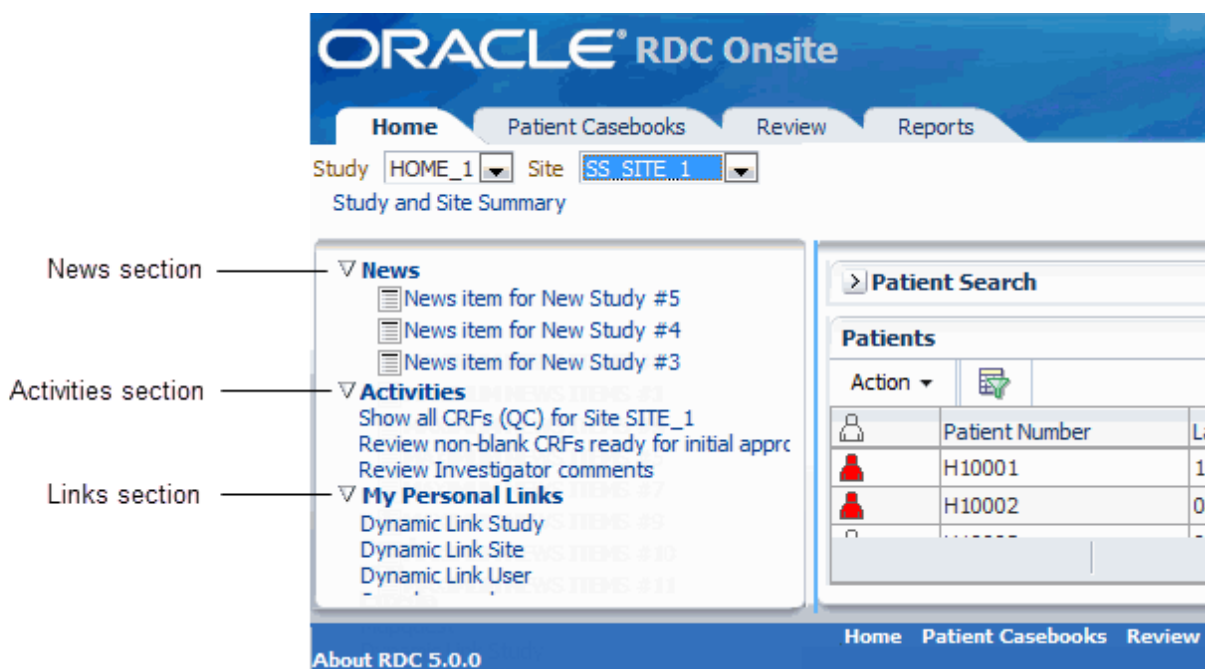 ORACLE RDC Onsite
Home Patient Casebooks Review Reports
Study HOME_1 Site SS_SITE_1
Study and Site Summary
News section
News
News item for New Study #5
News item for New Study #4
News item for New Study #3
Activities section
Activities
Show all CRFs (QC) for Site SITE_1
Review non-blank CRFs ready for initial appro
Review Investigator comments
Links section
My Personal Links
Dynamic Link Study
Dynamic Link Site
Dynamic Link User
Patient Search
Patients
Action
Patient Number
H10001 1
H10002 0
Home Patient Casebooks Review
About RDC 5.0.0